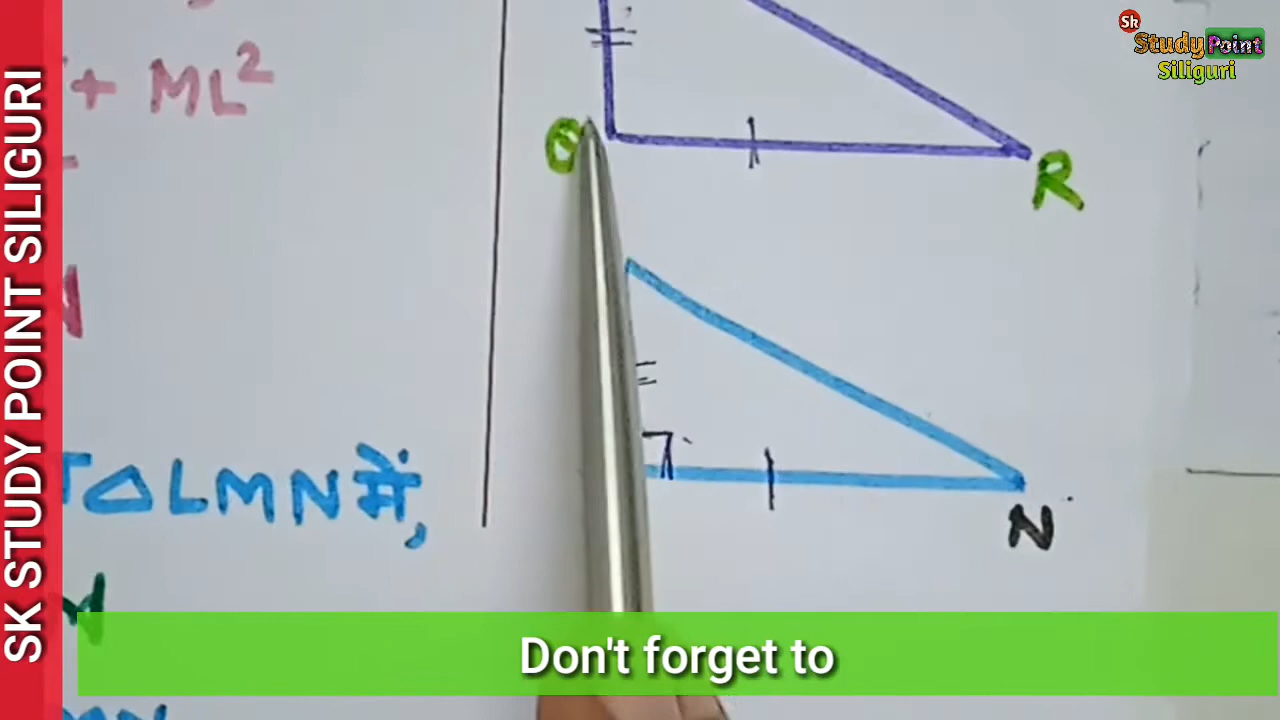 SK STUDY POINT SILIGURI
Sk
Study Point
Siliguri
+ ML²
R
△LMN
N
Don't forget to